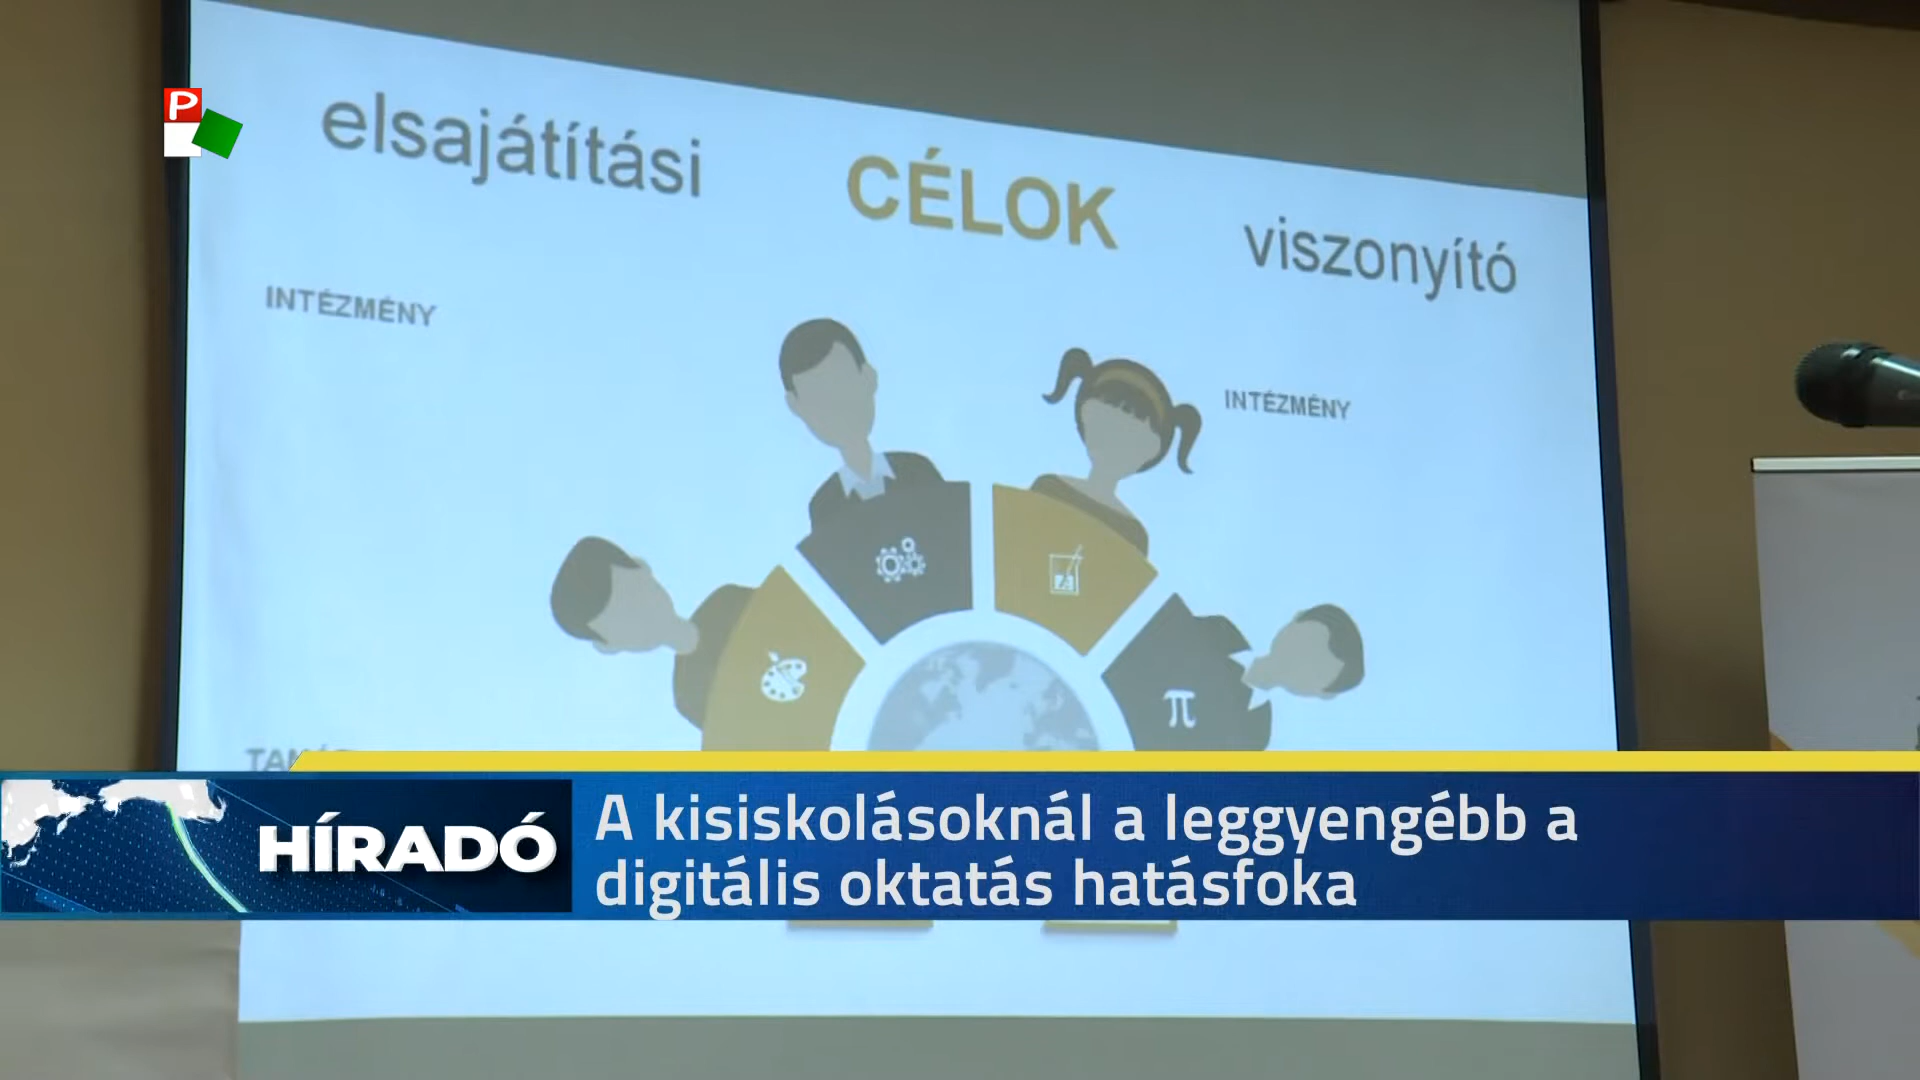 P
elsajátítási
CÉLOK
viszonyító
INTÉZMÉNY
INTÉZMÉNY
π
HÍRADÓ
A kisiskolásoknál a leggyengébb a
digitális oktatás hatásfoka